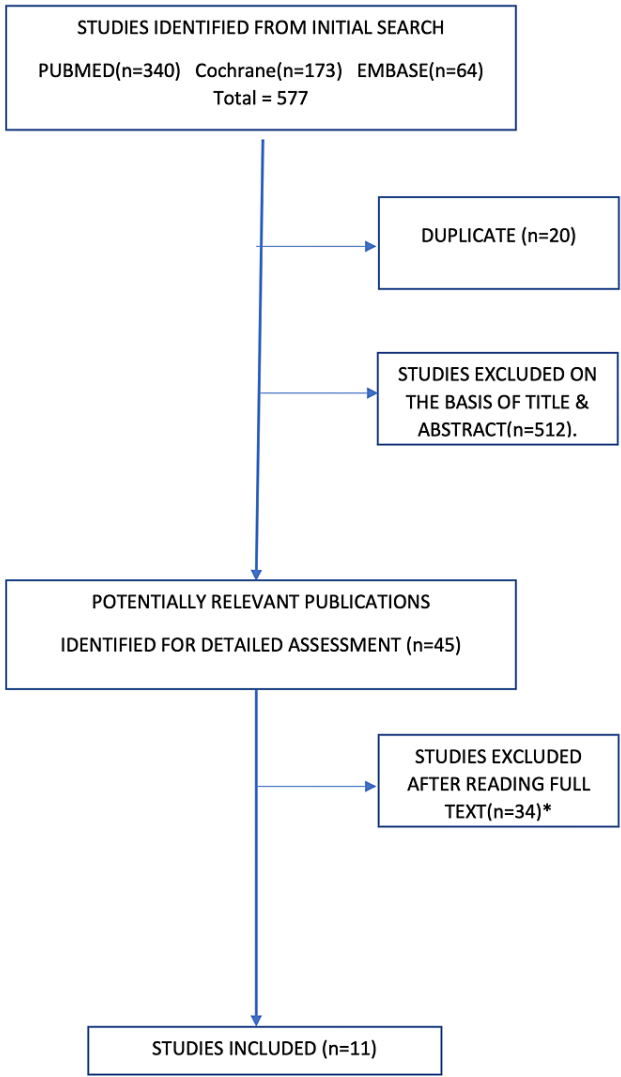 STUDIES IDENTIFIED FROM INITIAL SEARCH
PUBMED(n=340) Cochrane(n=173) EMBASE(n=64)
Total = 577
DUPLICATE (n=20)
STUDIES EXCLUDED ON
THE BASIS OF TITLE &
ABSTRACT(n=512).
POTENTIALLY RELEVANT PUBLICATIONS
IDENTIFIED FOR DETAILED ASSESSMENT (n=45)
STUDIES EXCLUDED
AFTER READING FULL
TEXT(n=34)*
STUDIES INCLUDED (n=11)